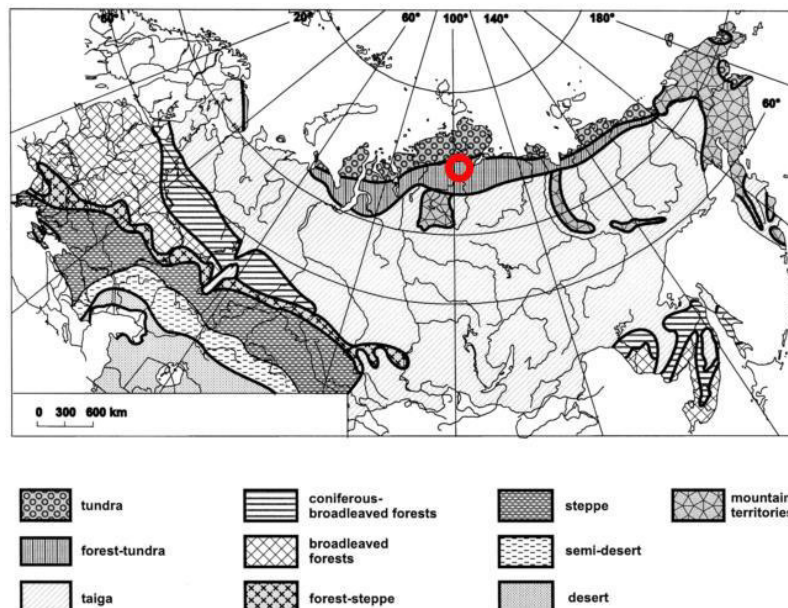 60° 20° 60° 100° 140° 180°
60°
0 300 600 km
tundra
coniferous-
broadleaved forests
steppe
mountain
territories
forest-tundra
broadleaved
forests
semi-desert
taiga
forest-steppe
desert